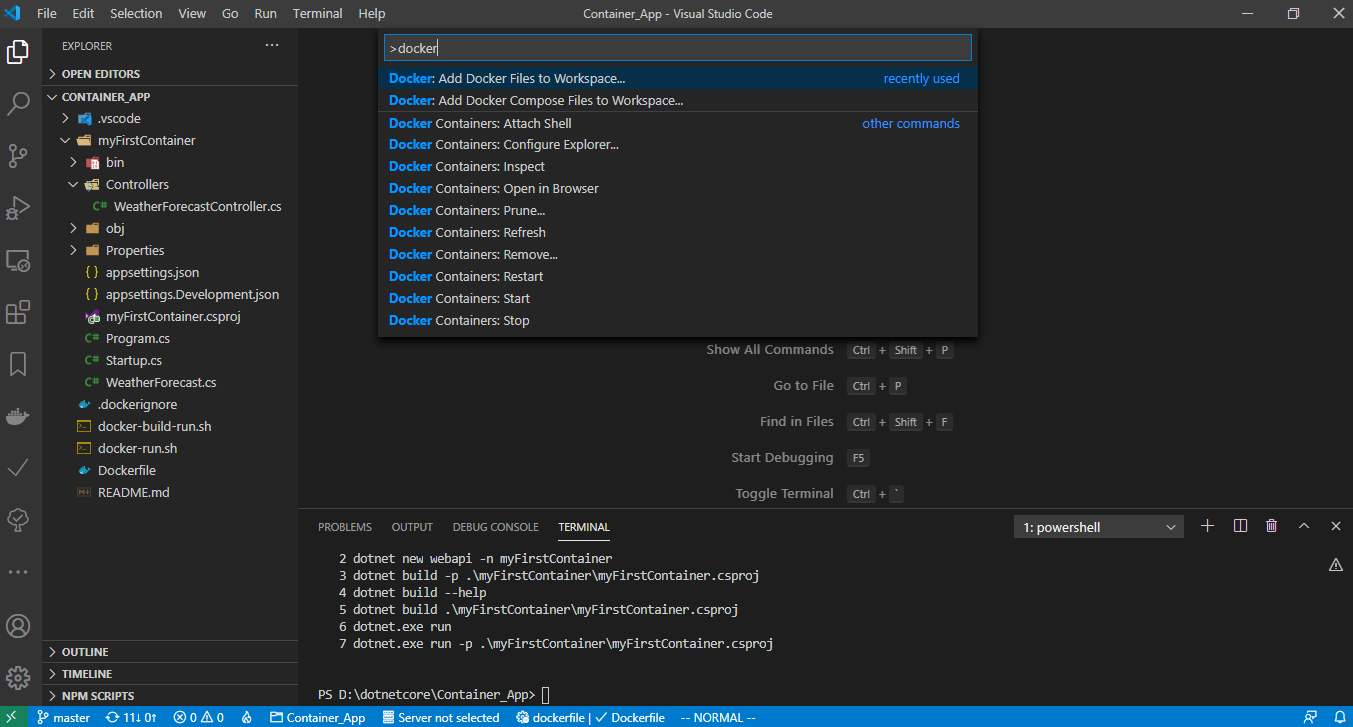 File Edit Selection View Go Run Terminal Help Container_App - Visual Studio Code
EXPLORER
OPEN EDITORS
CONTAINER_APP
.vscode
myFirstContainer
bin
Controllers
C# WeatherForecastController.cs
obj
Properties
{ } appsettings.json
{ } appsettings.Development.json
myFirstContainer.csproj
C# Program.cs
C# Startup.cs
C# WeatherForecast.cs
.dockerignore
docker-build-run.sh
docker-run.sh
Dockerfile
README.md
OUTLINE
TIMELINE
NPM SCRIPTS
>docker
Docker: Add Docker Files to Workspace... recently used
Docker: Add Docker Compose Files to Workspace...
Docker Containers: Attach Shell other commands
Docker Containers: Configure Explorer...
Docker Containers: Inspect
Docker Containers: Open in Browser
Docker Containers: Prune...
Docker Containers: Refresh
Docker Containers: Remove...
Docker Containers: Restart
Docker Containers: Start
Docker Containers: Stop
Show All Commands Ctrl + Shift + P
Go to File Ctrl + P
Find in Files Ctrl + Shift + F
Start Debugging F5
Toggle Terminal Ctrl + `
PROBLEMS OUTPUT DEBUG CONSOLE TERMINAL 1: powershell
2 dotnet new webapi -n myFirstContainer
3 dotnet build -p .\myFirstContainer\myFirstContainer.csproj
4 dotnet build --help
5 dotnet build .\myFirstContainer\myFirstContainer.csproj
6 dotnet.exe run
7 dotnet.exe run -p .\myFirstContainer\myFirstContainer.csproj
PS D:\dotnetcore\Container_App>
master 11↓ 0↑ 0 0 Container_App Server not selected dockerfile | ✓ Dockerfile -- NORMAL --